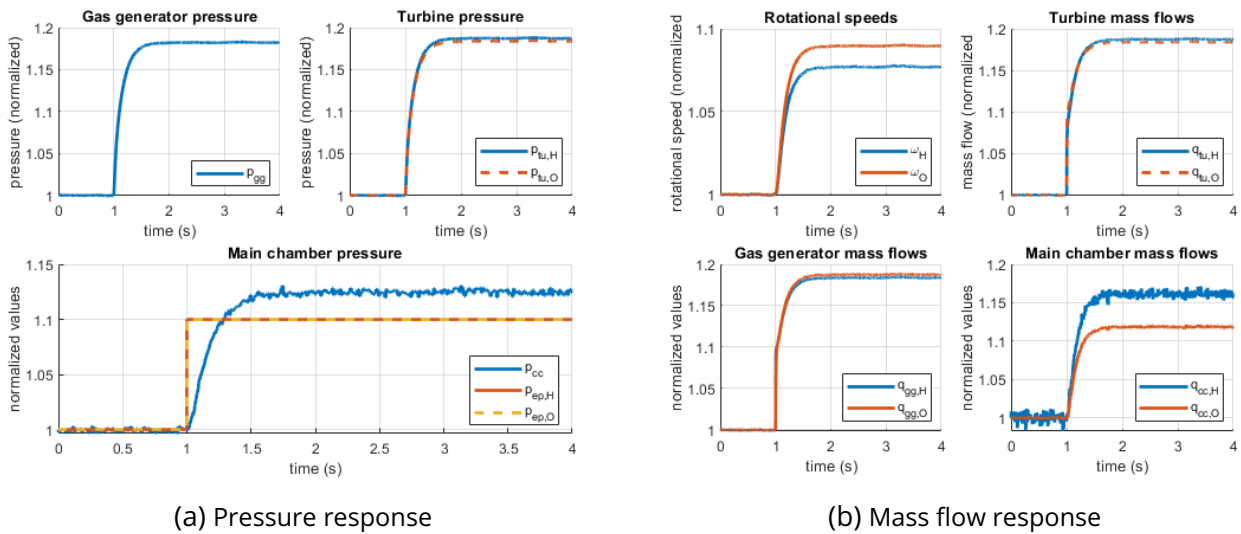 Gas generator pressure
1.2
1.15
1.1
1.05
1
pressure (normalized)
p_gg
0 1 2 3 4
time (s)
Turbine pressure
1.2
1.15
1.1
1.05
1
pressure (normalized)
p_tu,H
p_tu,O
0 1 2 3 4
time (s)
Main chamber pressure
1.15
1.1
1.05
1
normalized values
p_cc
p_ep,H
p_ep,O
0 0.5 1 1.5 2 2.5 3 3.5 4
time (s)
(a) Pressure response
Rotational speeds
1.1
1.05
1
rotational speed (normalized)
ω_H
ω_O
0 1 2 3 4
time (s)
Turbine mass flows
1.2
1.15
1.1
1.05
1
mass flow (normalized)
q_tu,H
q_tu,O
0 1 2 3 4
time (s)
Gas generator mass flows
1.2
1.15
1.1
1.05
1
normalized values
q_gg,H
q_gg,O
0 1 2 3 4
time (s)
Main chamber mass flows
1.2
1.15
1.1
1.05
1
normalized values
q_cc,H
q_cc,O
0 1 2 3 4
time (s)
(b) Mass flow response